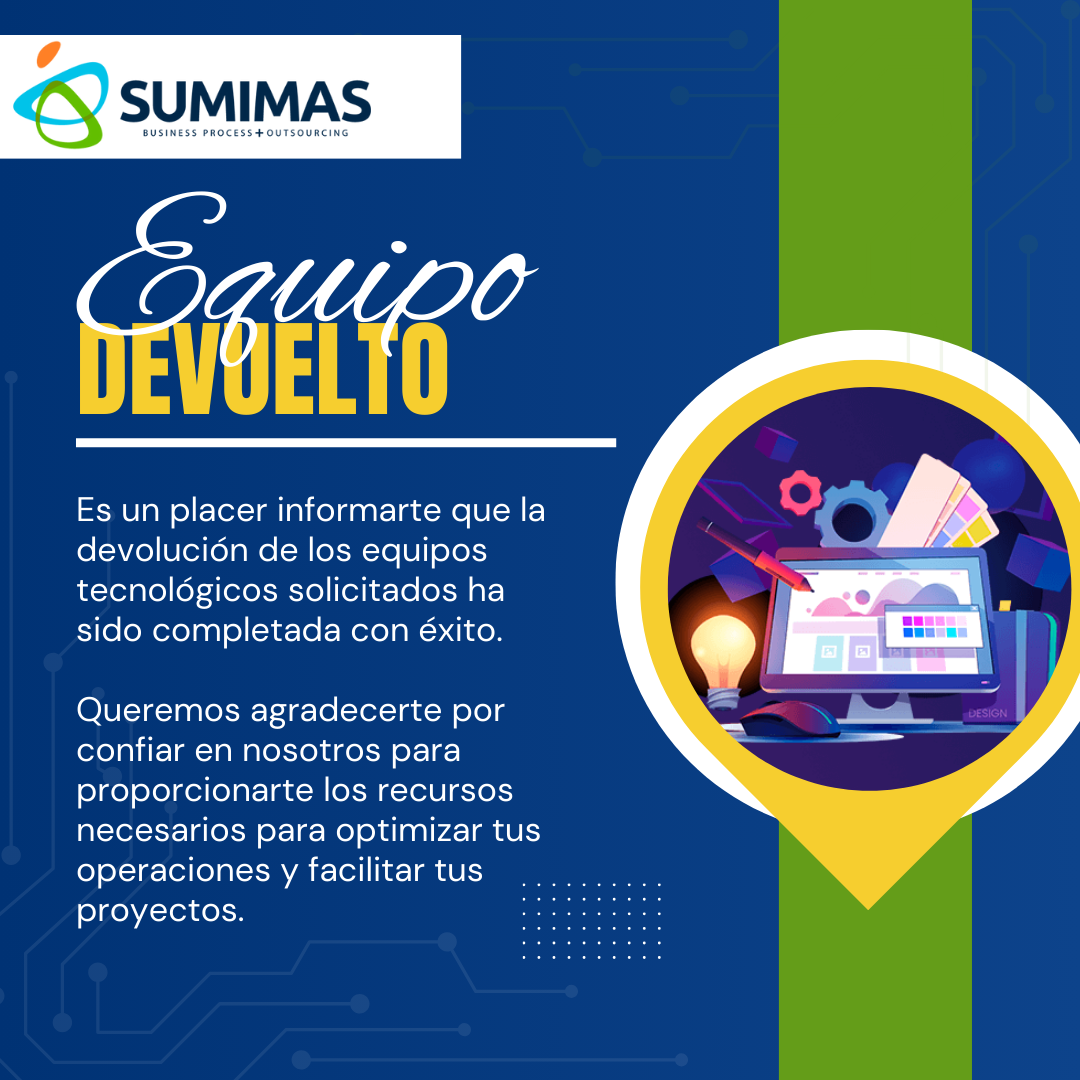 SUMIMAS
BUSINESS PROCESS+OUTSOURCING
Equipo
DEVUELTO
Es un placer informarte que la
devolución de los equipos
tecnológicos solicitados ha
sido completada con éxito.
Queremos agradecerte por
confiar en nosotros para
proporcionarte los recursos
necesarios para optimizar tus
operaciones y facilitar tus
proyectos.
DESIGN